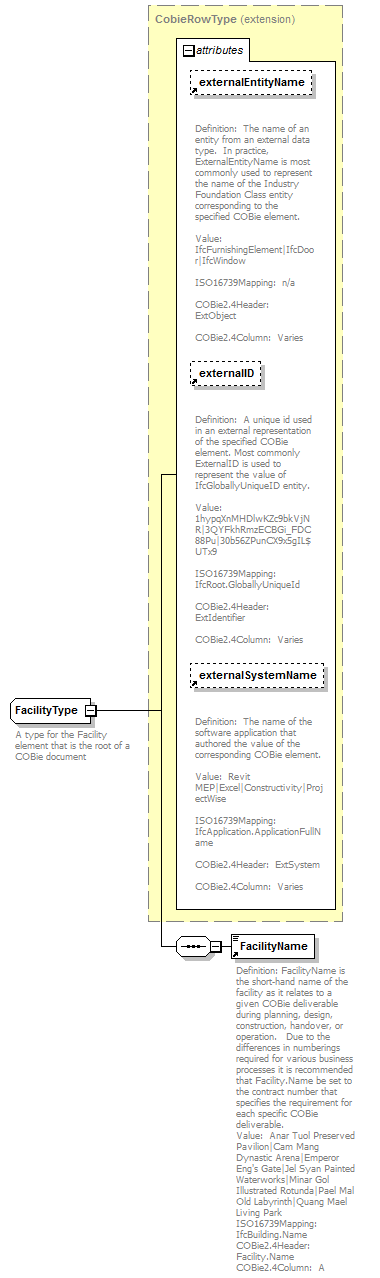 CobieRowType (extension)
attributes
externalEntityName
Definition: The name of an
entity from an external data
type. In practice,
ExternalEntityName is most
commonly used to represent
the name of the Industry
Foundation Class entity
corresponding to the
specified COBie element.
Value:
IfcFurnishingElement|IfcDoo
r|IfcWindow
ISO16739Mapping: n/a
COBie2.4Header:
ExtObject
COBie2.4Column: Varies
externalID
Definition: A unique id used
in an external representation
of the specified COBie
element. Most commonly
ExternalID is used to
represent the value of
IfcGloballyUniqueID entity.
Value:
1hypqXnMHDlwKZc9bkVjN
R|3QYFkhRmzECBGi_FDC
88Pu|30b56ZPunCX9xSgIL$
UTx9
ISO16739Mapping:
IfcRoot.GloballyUniqueId
COBie2.4Header:
ExtIdentifier
COBie2.4Column: Varies
externalSystemName
Definition: The name of the
software application that
authored the value of the
corresponding COBie element.
Value: Revit
MEP|Excel|Constructivity|Proj
ectWise
ISO16739Mapping:
IfcApplication.ApplicationFullN
ame
COBie2.4Header: ExtSystem
COBie2.4Column: Varies
FacilityType
A type for the Facility
element that is the root of a
COBie document
FacilityName
Definition: FacilityName is
the short-hand name of the
facility as it relates to a
given COBie deliverable
during planning, design,
construction, handover, or
operation. Due to the
differences in numberings
required for various business
processes it is recommended
that Facility.Name be set to
the contract number that
specifies the requirement for
each specific COBie
deliverable.
Value: Anar Tuol Preserved
Pavilion|Cam Mang
Dynastic Arena|Emperor
Eng's Gate|Jel Syan Painted
Waterworks|Minar Gol
Illustrated Rotunda|Pael Mal
Old Labyrinth|Quang Mael
Living Park
ISO16739Mapping:
IfcBuilding.Name
COBie2.4Header:
Facility.Name
COBie2.4Column: A